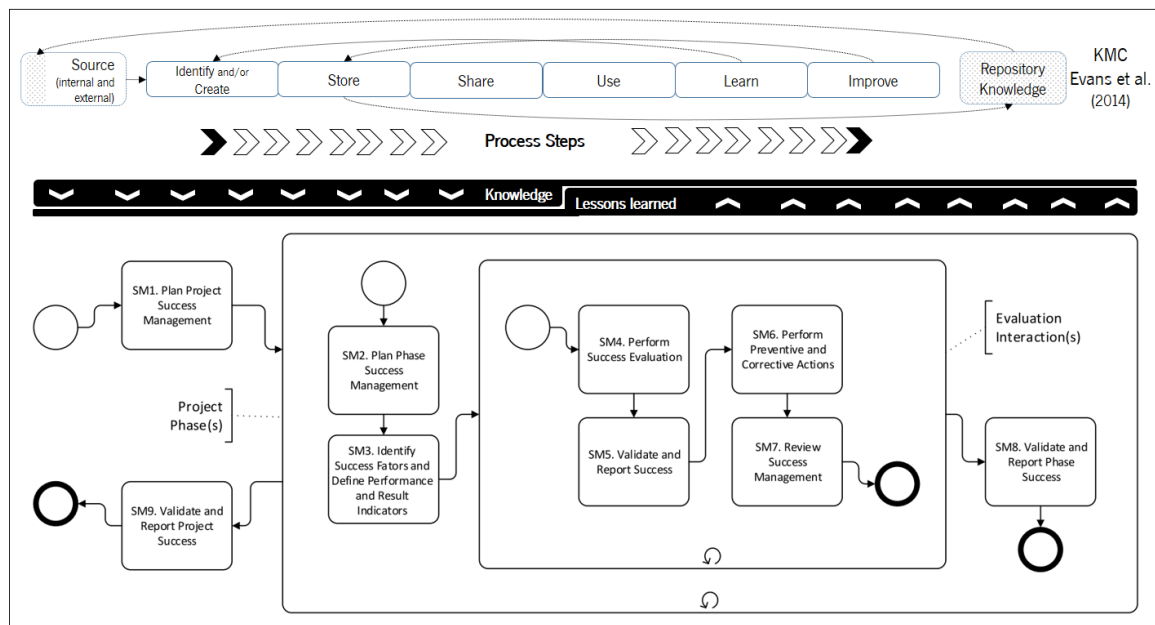 Source
(internal and
external)
Identify and/or
Create
Store
Share
Use
Learn
Improve
Repository
Knowledge
KMC
Evans et al.
(2014)
Process Steps
Knowledge
Lessons learned
SM1. Plan Project
Success
Management
SM2. Plan Phase
Success
Management
SM3. Identify
Success Fators and
Define Performance
and Result
Indicators
Project
Phase(s)
SM9. Validate and
Report Project
Success
SM4. Perform
Success Evaluation
SM5. Validate and
Report Success
SM6. Perform
Preventive and
Corrective Actions
SM7. Review
Success
Management
Evaluation
Interaction(s)
SM8. Validate and
Report Phase
Success